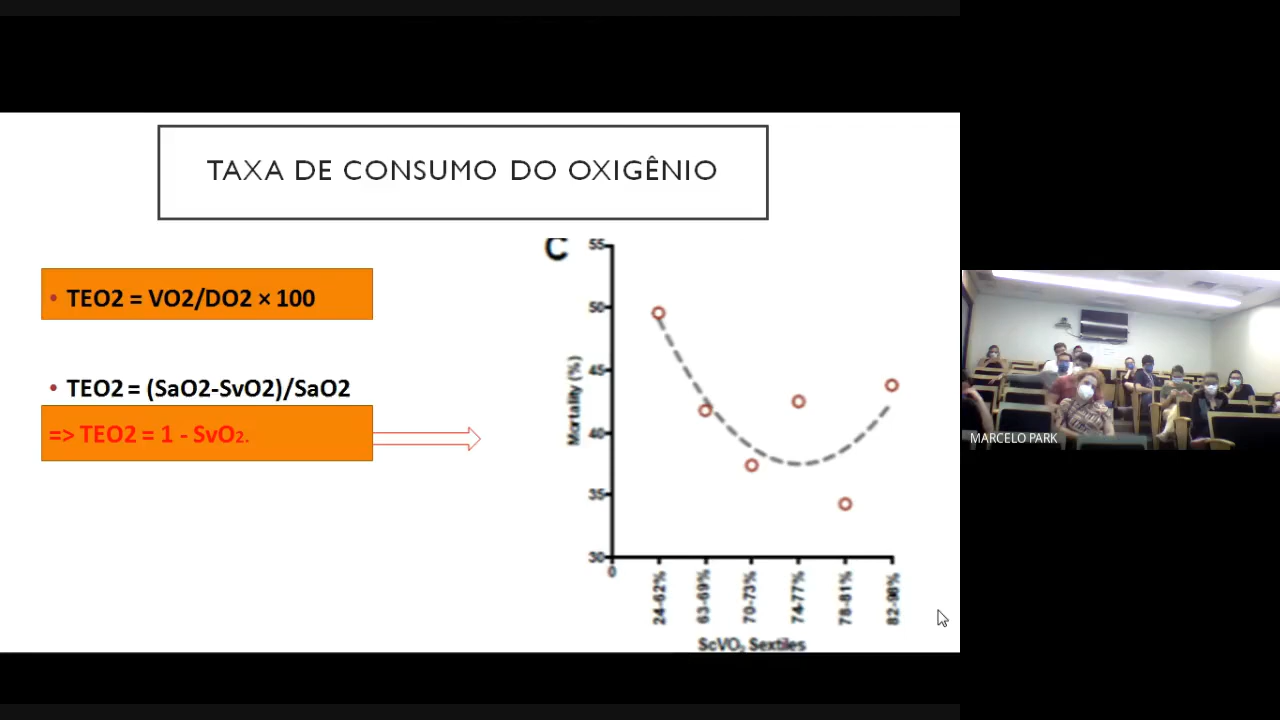 TAXA DE CONSUMO DO OXIGÊNIO
• TEO2 = VO2/DO2 × 100
• TEO2 = (SaO2-SvO2)/SaO2
=> TEO2 = 1 - SvO2.
C
55
50
45
40
35
30
0
Mortality (%)
24-62%
63-69%
70-73%
74-77%
78-81%
82-98%
ScVO2 Sextiles
MARCELO PARK